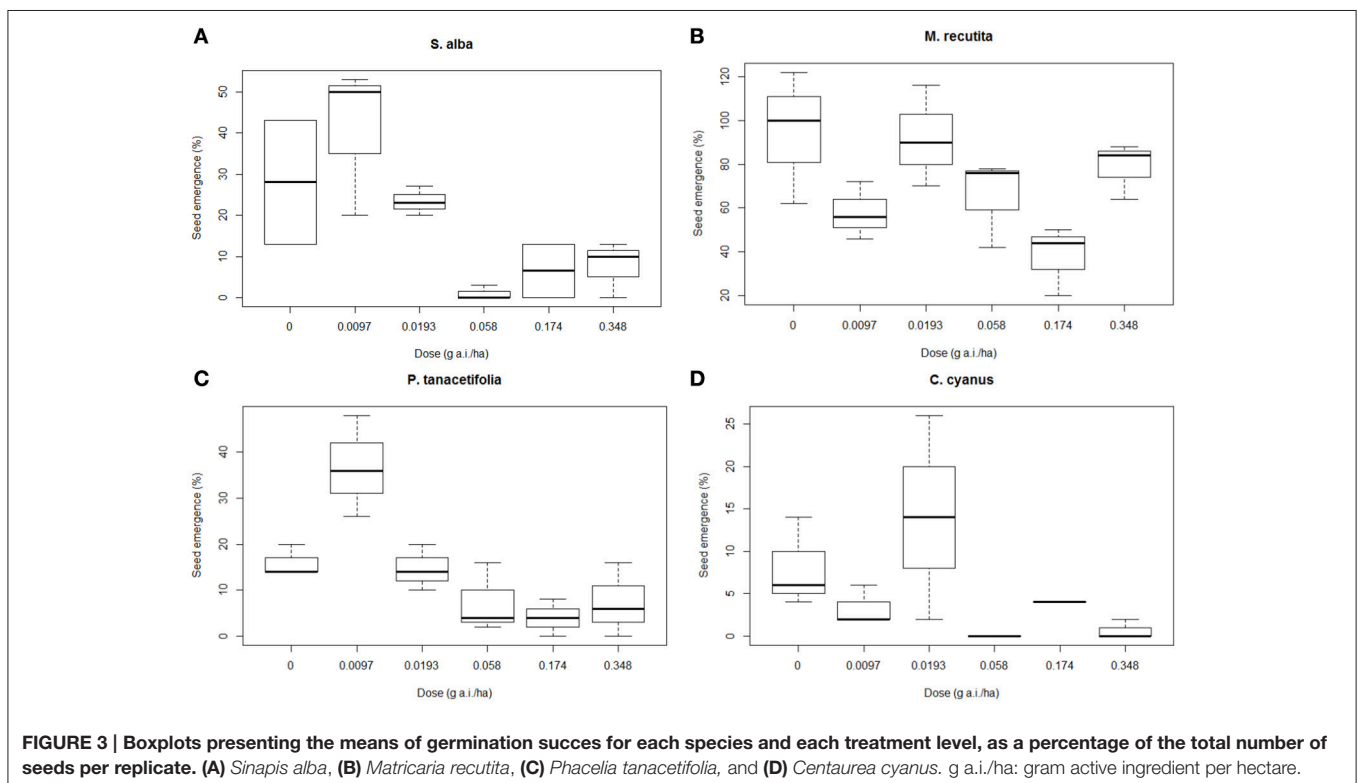 A
S. alba
Seed emergence (%)
50
40
30
20
10
0
0 0.0097 0.0193 0.058 0.174 0.348
Dose (g a.i./ha)
B
M. recutita
Seed emergence (%)
120
100
80
60
40
20
0 0.0097 0.0193 0.058 0.174 0.348
Dose (g a.i./ha)
C
P. tanacetifolia
Seed emergence (%)
40
30
20
10
0
0 0.0097 0.0193 0.058 0.174 0.348
Dose (g a.i./ha)
D
C. cyanus
Seed emergence (%)
25
20
15
10
5
0
0 0.0097 0.0193 0.058 0.174 0.348
Dose (g a.i./ha)
FIGURE 3 | Boxplots presenting the means of germination succes for each species and each treatment level, as a percentage of the total number of
seeds per replicate. (A) Sinapis alba, (B) Matricaria recutita, (C) Phacelia tanacetifolia, and (D) Centaurea cyanus. g a.i./ha: gram active ingredient per hectare.